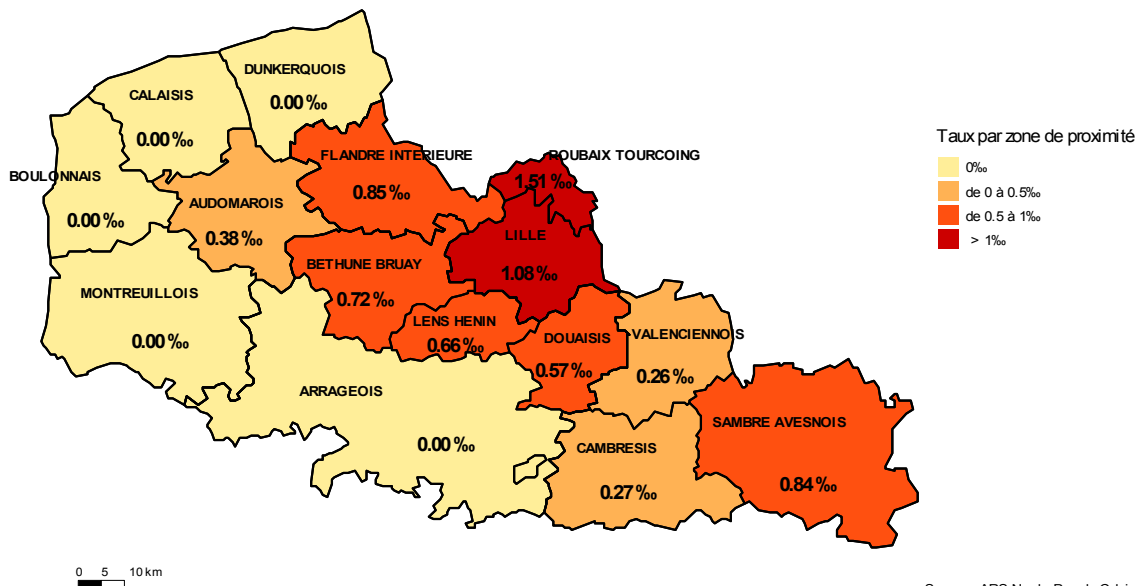 DUNKERQUOIS
0.00 ‰
CALAISIS
0.00 ‰
Taux par zone de proximité
0‰
de 0 à 0.5‰
de 0.5 à 1‰
> 1‰
FLANDRE INTERIEURE
0.85 ‰
ROUBAIX TOURCOING
1.51 ‰
BOULONNAIS
0.00 ‰
AUDOMAROIS
0.38 ‰
LILLE
1.08 ‰
BETHUNE BRUAY
0.72 ‰
MONTREUILLOIS
0.00 ‰
LENS HENIN
0.66 ‰
DOUAISIS
0.57 ‰
VALENCIENNOIS
0.26 ‰
ARRAGEOIS
0.00 ‰
SAMBRE AVESNOIS
0.84 ‰
CAMBRESIS
0.27 ‰
0 5 10 km